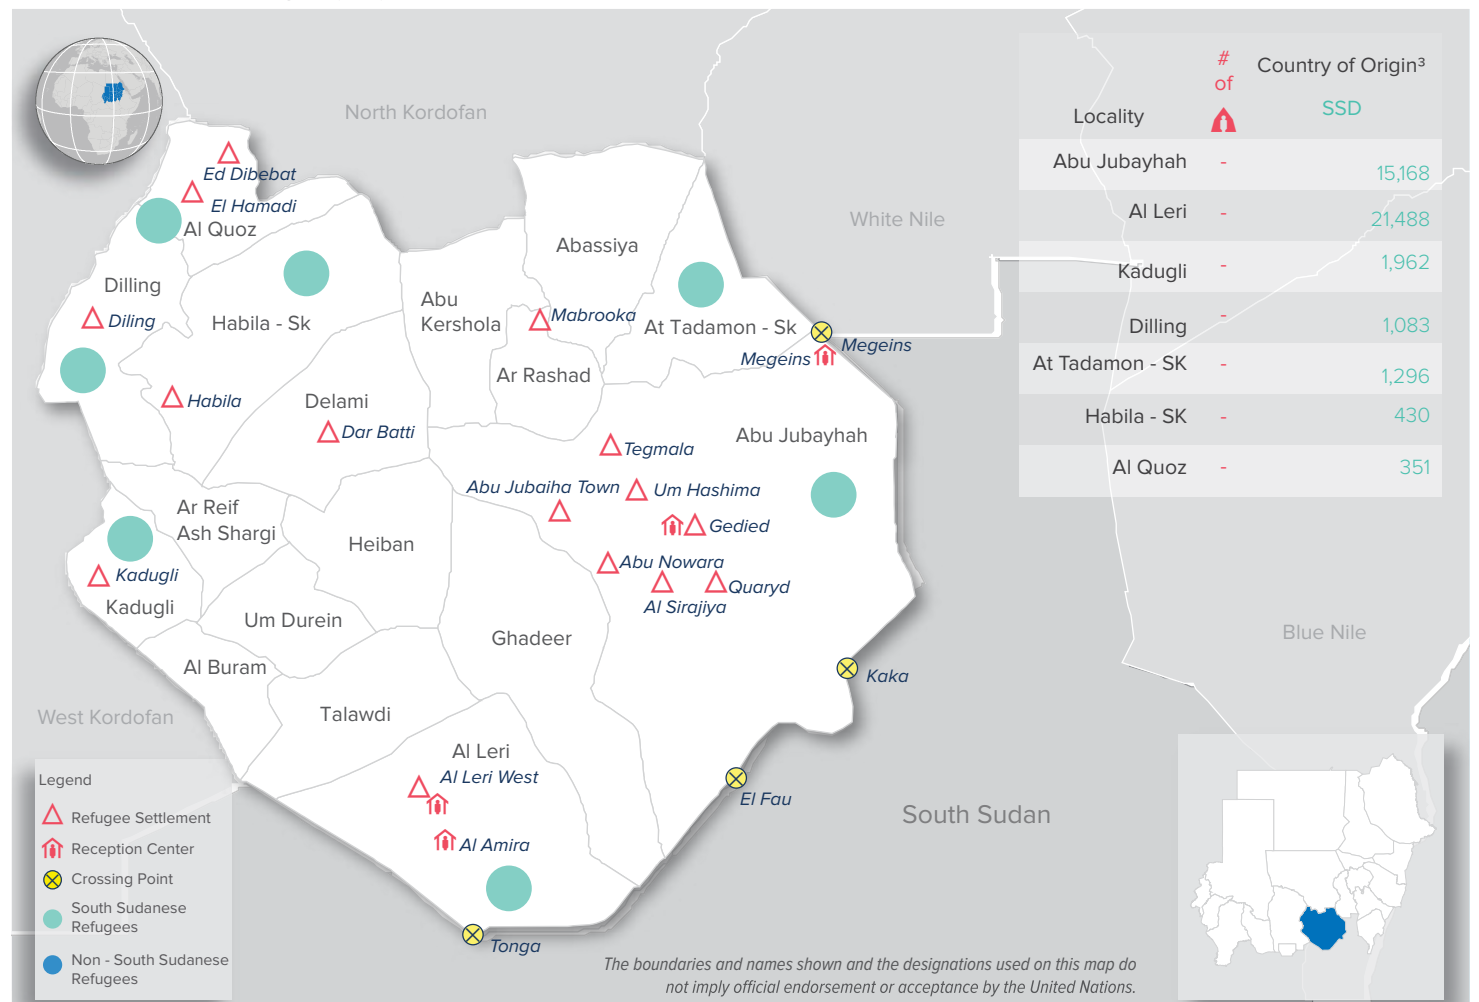 North Kordofan
Ed Dibebat
El Hamadi
Al Quoz
White Nile
Abassiya
Dilling
Diling
Habila - Sk
Abu
Kershola
Mabrooka
At Tadamon - Sk
Megeins
Megeins
Ar Rashad
Habila
Delami
Dar Batti
Abu Jubayhah
Tegmala
Abu Jubaiha Town
Um Hashima
Gedied
Ar Reif
Ash Shargi
Heiban
Abu Nowara
Al Sirajiya
Quaryd
Kadugli
Kadugli
Um Durein
Ghadeer
Al Buram
Kaka
West Kordofan
Talawdi
Al Leri
Al Leri West
El Fau
Al Amira
South Sudan
Blue Nile
Tonga
# 
of
Country of Origin³
Locality
SSD
Abu Jubayhah - 15,168
Al Leri - 21,488
Kadugli - 1,962
Dilling - 1,083
At Tadamon - SK - 1,296
Habila - SK - 430
Al Quoz - 351
Legend
Refugee Settlement
Reception Center
Crossing Point
South Sudanese
Refugees
Non - South Sudanese
Refugees
The boundaries and names shown and the designations used on this map do
not imply official endorsement or acceptance by the United Nations.